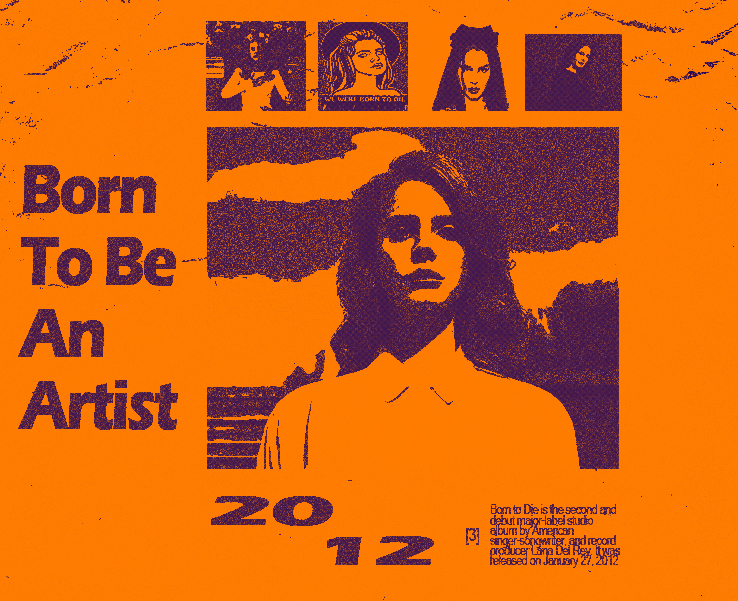 WE WERE BORN TO DIE
Born
To Be
An
Artist
20
12
[3]
Born to Die is the second and
debut major-label studio
album by American
singer-songwriter, and record
producer Lana Del Rey. It was
released on January 27, 2012